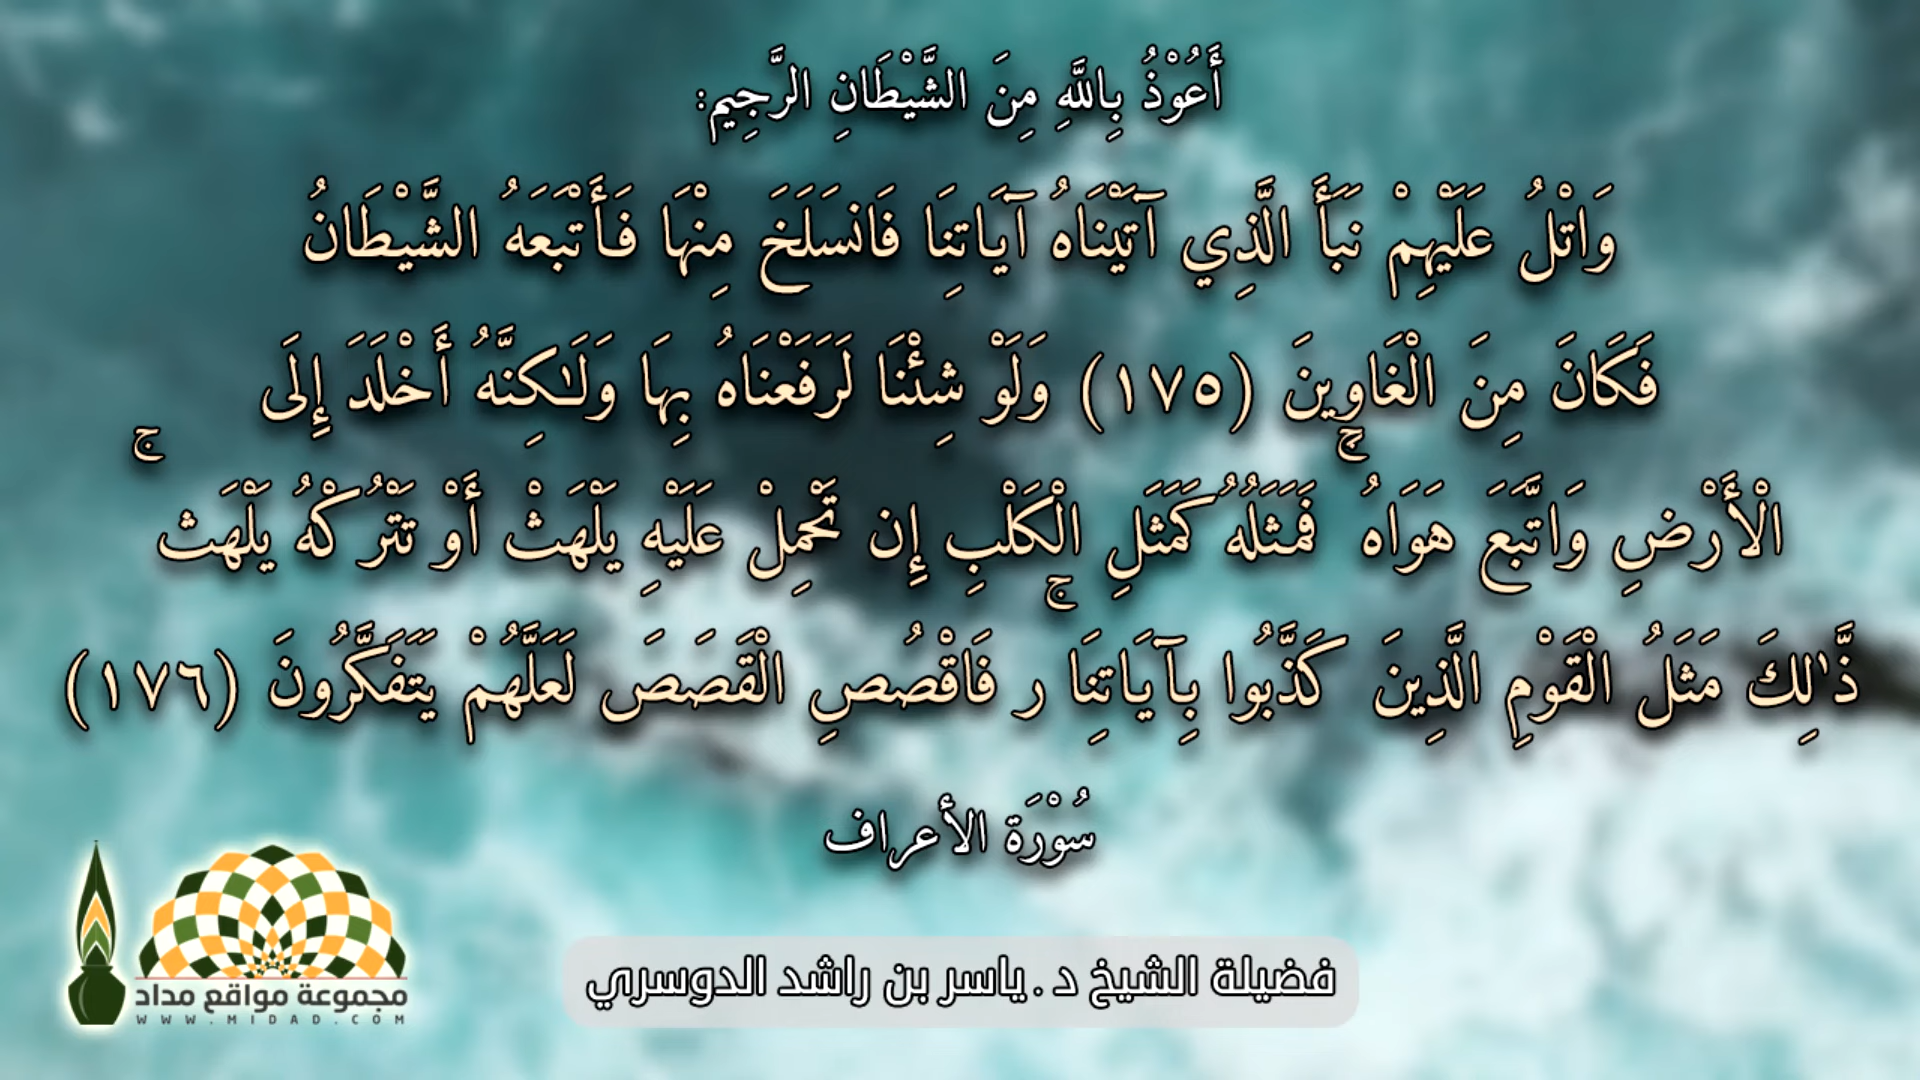 أَعُوْذُ بِاللَّهِ مِنَ الشَّيْطَانِ الرَّجِيمِ:
وَاتْلُ عَلَيْهِمْ نَبَأَ الَّذِي آتَيْنَاهُ آيَاتِنَا فَانسَلَخَ مِنْهَا فَأَتْبَعَهُ الشَّيْطَانُ
فَكَانَ مِنَ الْغَاوِينَ (١٧٥) وَلَوْ شِئْنَا لَرَفَعْنَاهُ بِهَا وَلَٰكِنَّهُ أَخْلَدَ إِلَى
الْأَرْضِ وَاتَّبَعَ هَوَاهُ ۚ فَمَثَلُهُ كَمَثَلِ الْكَلْبِ إِن تَحْمِلْ عَلَيْهِ يَلْهَثْ أَوْ تَتْرُكْهُ يَلْهَث ۚ
ذَّٰلِكَ مَثَلُ الْقَوْمِ الَّذِينَ كَذَّبُوا بِآيَاتِنَا ۚ ر فَاقْصُصِ الْقَصَصَ لَعَلَّهُمْ يَتَفَكَّرُونَ (١٧٦)
سُوْرَة الأعراف
فضيلة الشيخ د. ياسر بن راشد الدوسري
مجموعة مواقع مداد
WWW.MIDAD.COM